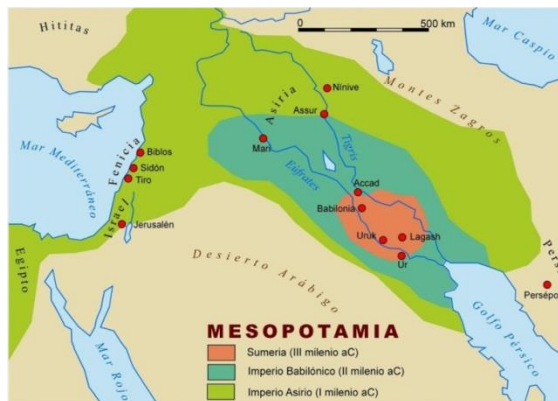 Hititas
0
500 km
Mar Caspio
Montes Zagros
Nínive
Asiria
Assur
Tigris
Mari
Eúfrates
Fenicia
Biblos
Sidón
Tiro
Mar Mediterráneo
Israel
Jerusalén
Egipto
Accad
Babilonia
Uruk
Lagash
Ur
Desierto Arábigo
Golfo Pérsico
Mar Rojo
MESOPOTAMIA
Sumeria (III milenio aC)
Imperio Babilónico (II milenio aC)
Imperio Asirio (I milenio aC)